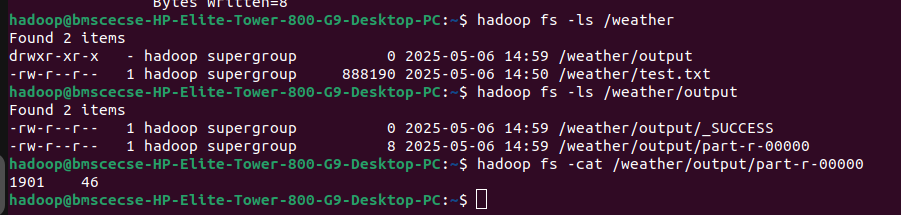 Bytes Written=8
hadoop@bmscecse-HP-Elite-Tower-800-G9-Desktop-PC:~$ hadoop fs -ls /weather
Found 2 items
drwxr-xr-x   - hadoop supergroup          0 2025-05-06 14:59 /weather/output
-rw-r--r--   1 hadoop supergroup     888190 2025-05-06 14:50 /weather/test.txt
hadoop@bmscecse-HP-Elite-Tower-800-G9-Desktop-PC:~$ hadoop fs -ls /weather/output
Found 2 items
-rw-r--r--   1 hadoop supergroup          0 2025-05-06 14:59 /weather/output/_SUCCESS
-rw-r--r--   1 hadoop supergroup          8 2025-05-06 14:59 /weather/output/part-r-00000
hadoop@bmscecse-HP-Elite-Tower-800-G9-Desktop-PC:~$ hadoop fs -cat /weather/output/part-r-00000
1901    46
hadoop@bmscecse-HP-Elite-Tower-800-G9-Desktop-PC:~$